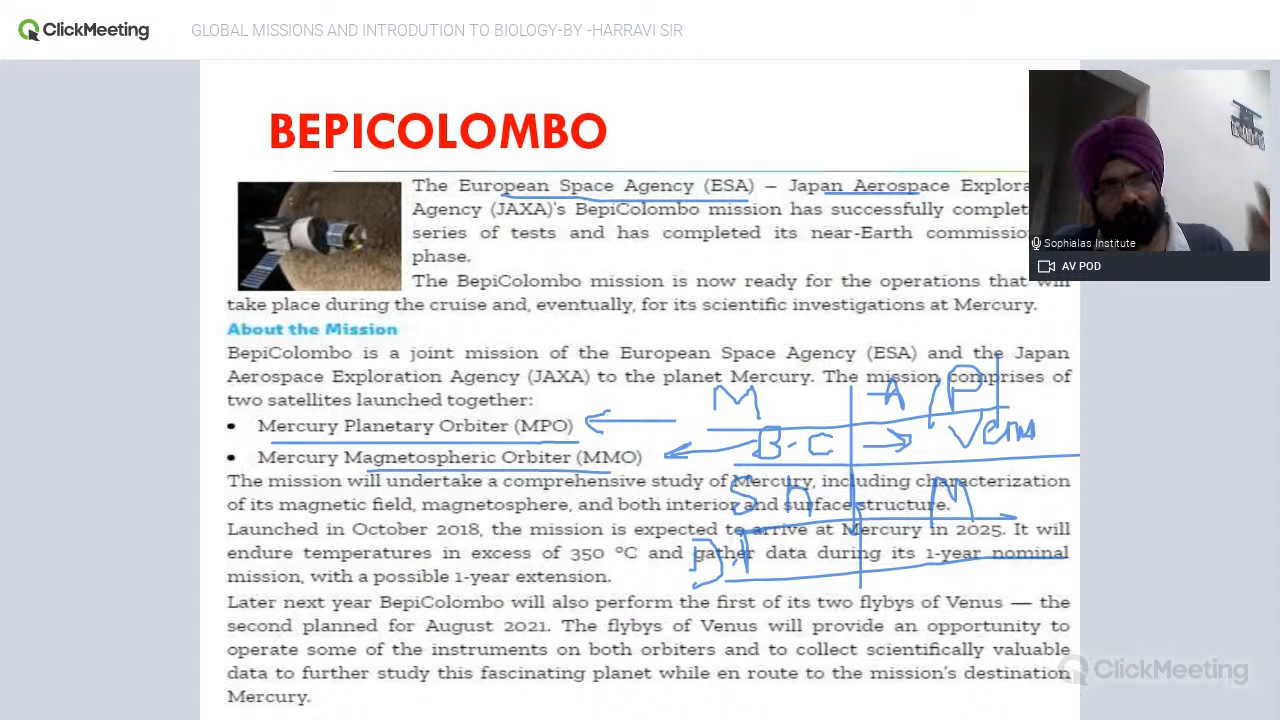 ClickMeeting
GLOBAL MISSIONS AND INTRODUTION TO BIOLOGY-BY -HARRAVI SIR
BEPICOLOMBO
The European Space Agency (ESA) – Japan Aerospace Explora
Agency (JAXA)'s BepiColombo mission has successfully complet
series of tests and has completed its near-Earth commissio
phase.
The BepiColombo mission is now ready for the operations that will
take place during the cruise and, eventually, for its scientific investigations at Mercury.
Sophialas Institute
AV POD
About the Mission
BepiColombo is a joint mission of the European Space Agency (ESA) and the Japan
Aerospace Exploration Agency (JAXA) to the planet Mercury. The mission comprises of
two satellites launched together:
M A P
• Mercury Planetary Orbiter (MPO)
B.C Venus
• Mercury Magnetospheric Orbiter (MMO)
The mission will undertake a comprehensive study of Mercury, including characterization
S h M
of its magnetic field, magnetosphere, and both interior and surface structure.
Launched in October 2018, the mission is expected to arrive at Mercury in 2025. It will
endure temperatures in excess of 350 °C and gather data during its 1-year nominal
mission, with a possible 1-year extension.
Later next year BepiColombo will also perform the first of its two flybys of Venus — the
second planned for August 2021. The flybys of Venus will provide an opportunity to
operate some of the instruments on both orbiters and to collect scientifically valuable
data to further study this fascinating planet while en route to the mission's destination
Mercury.
ClickMeeting